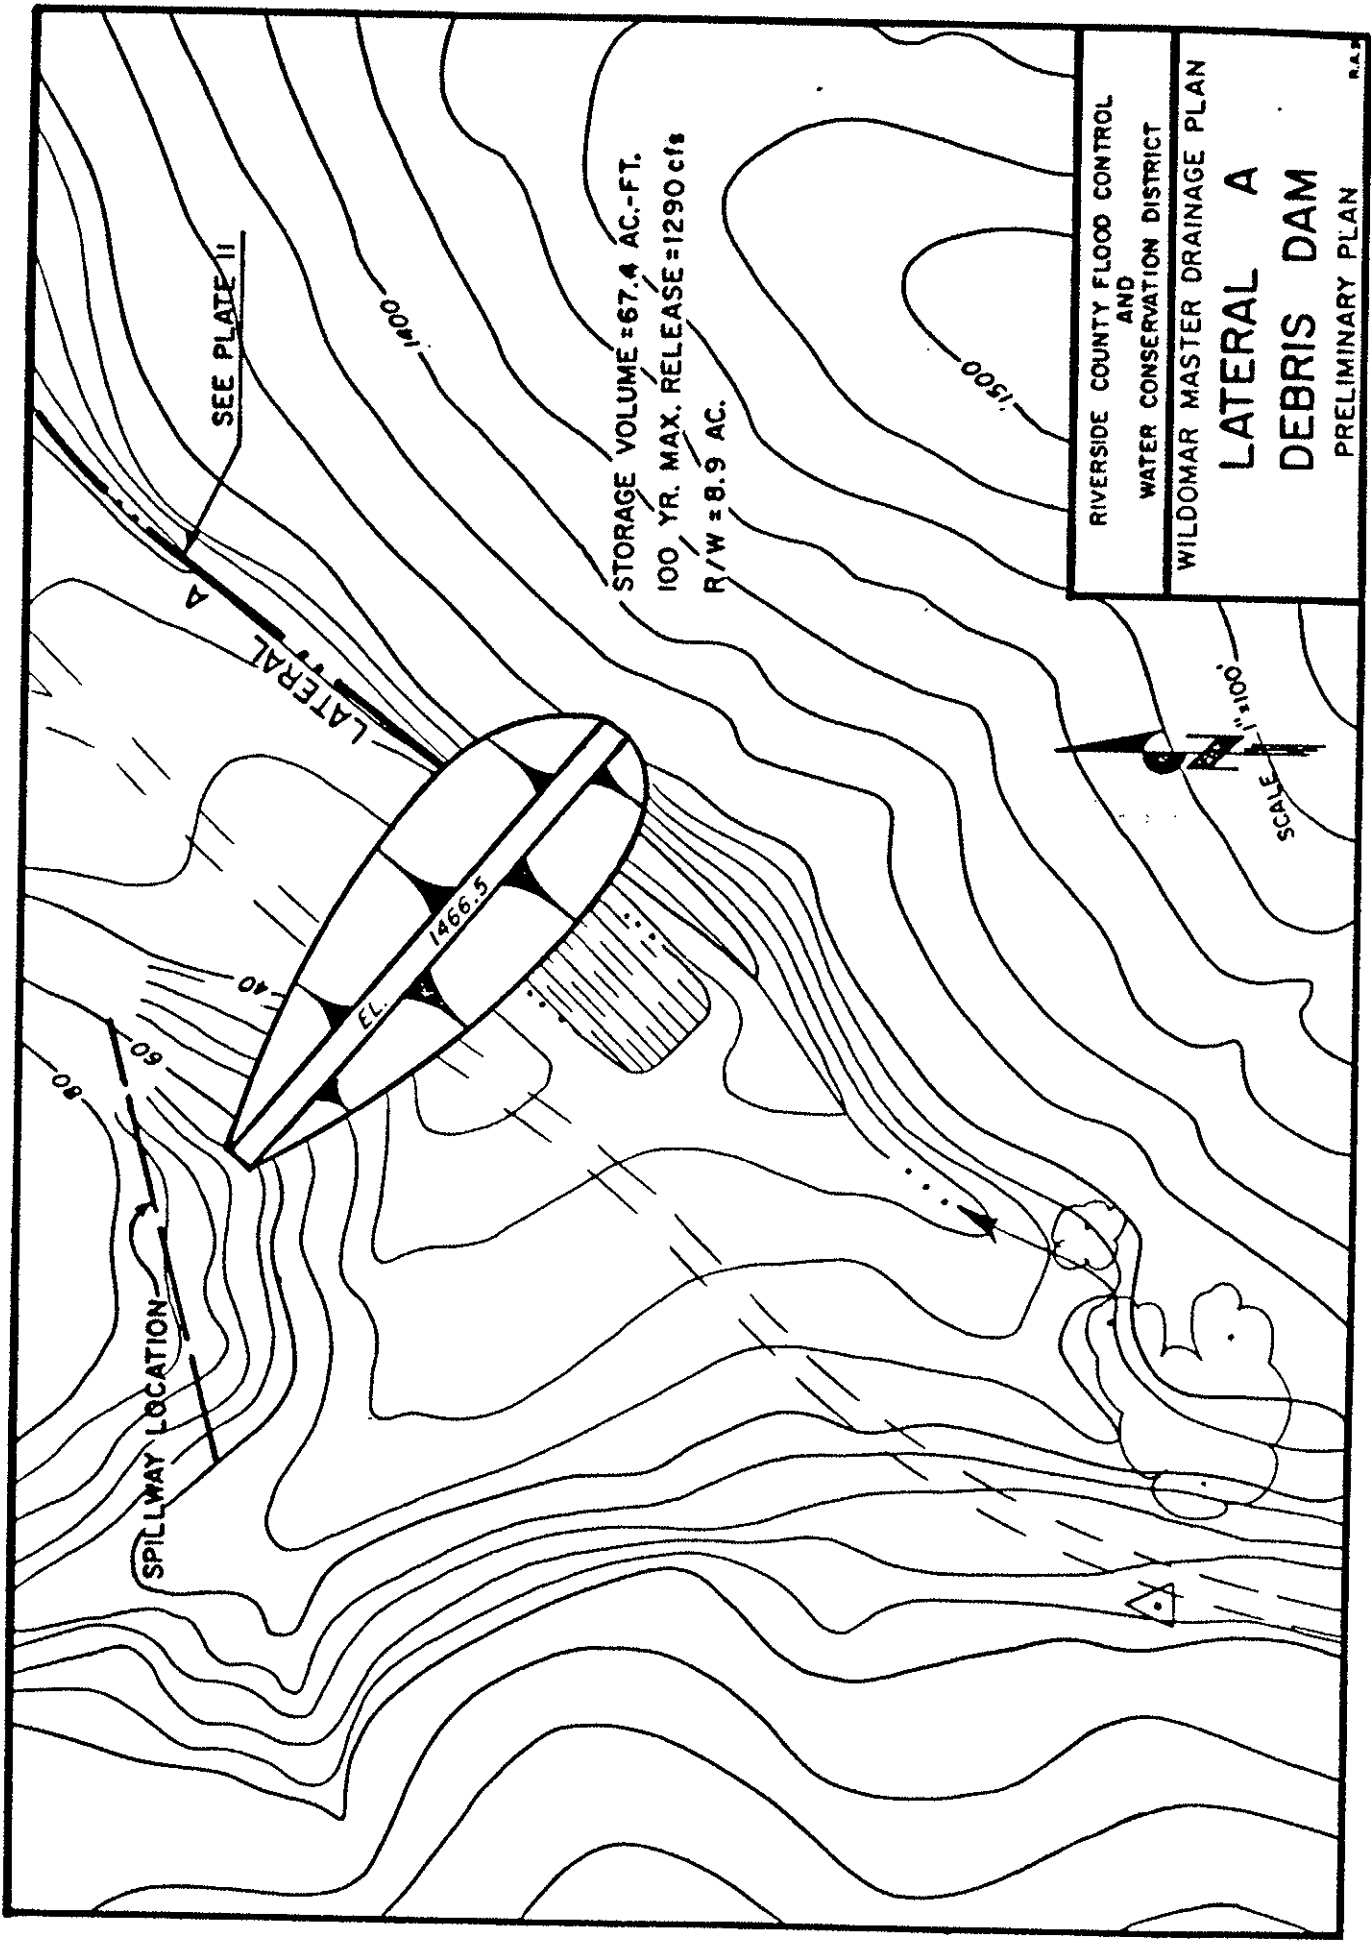 SEE PLATE 11
1400
LATERAL A
STORAGE VOLUME = 67.4 AC.-FT.
100 YR. MAX. RELEASE = 1290 cfs
R/W = 8.9 AC.
1500
80
60
40
EL. 1466.5
SPILLWAY LOCATION
SCALE 1"=100'
RIVERSIDE COUNTY FLOOD CONTROL
AND
WATER CONSERVATION DISTRICT
WILDOMAR MASTER DRAINAGE PLAN
LATERAL A
DEBRIS DAM
PRELIMINARY PLAN